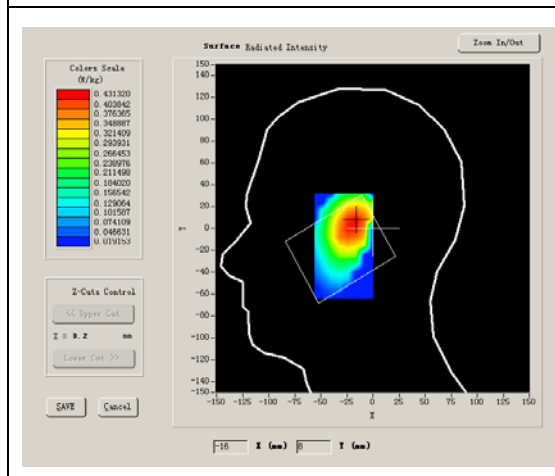 Surface Radiated Intensity
Zoom In/Out
Colors Scale
(W/kg)
0.431320
0.403842
0.376365
0.348887
0.321409
0.293931
0.266453
0.238976
0.211498
0.184020
0.156542
0.129064
0.101587
0.074109
0.046631
0.019153
150
140
120
100
80
60
40
20
0
-20
-40
-60
-80
-100
-120
-140
-150
Y
-150 -125 -100 -75 -50 -25 0 25 50 75 100 125 150
X
Z-Cuts Control
<< Upper Cut
Z = 0.2 mm
Lower Cut >>
SAVE Cancel
-16 X (mm) 8 Y (mm)